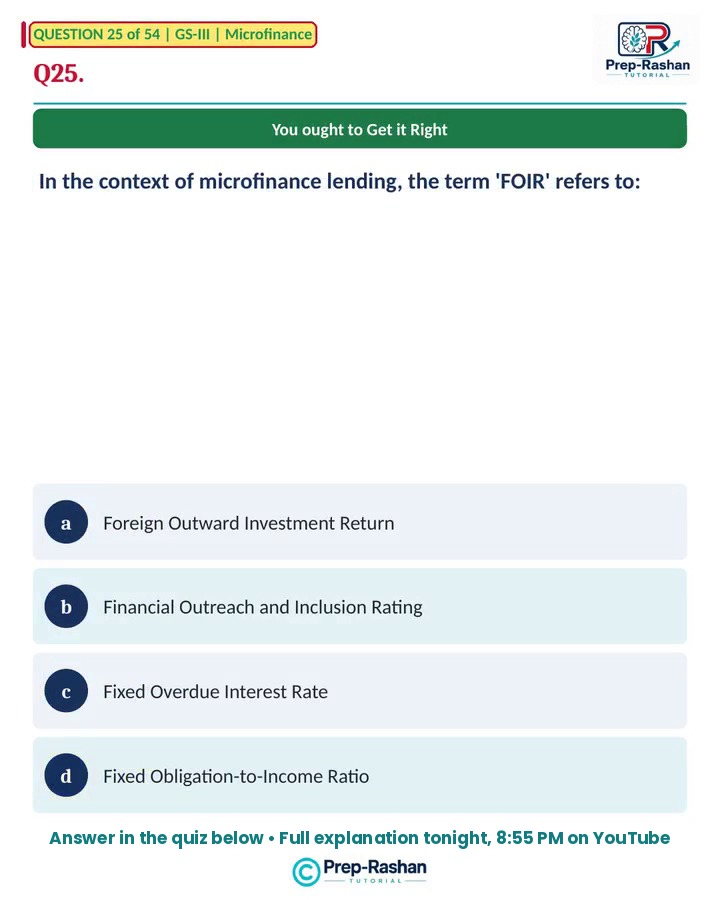 QUESTION 25 of 54 | GS-III | Microfinance
Prep-Rashan
TUTORIAL
Q25.
You ought to Get it Right
In the context of microfinance lending, the term 'FOIR' refers to:
a Foreign Outward Investment Return
b Financial Outreach and Inclusion Rating
c Fixed Overdue Interest Rate
d Fixed Obligation-to-Income Ratio
Answer in the quiz below • Full explanation tonight, 8:55 PM on YouTube
© Prep-Rashan
TUTORIAL